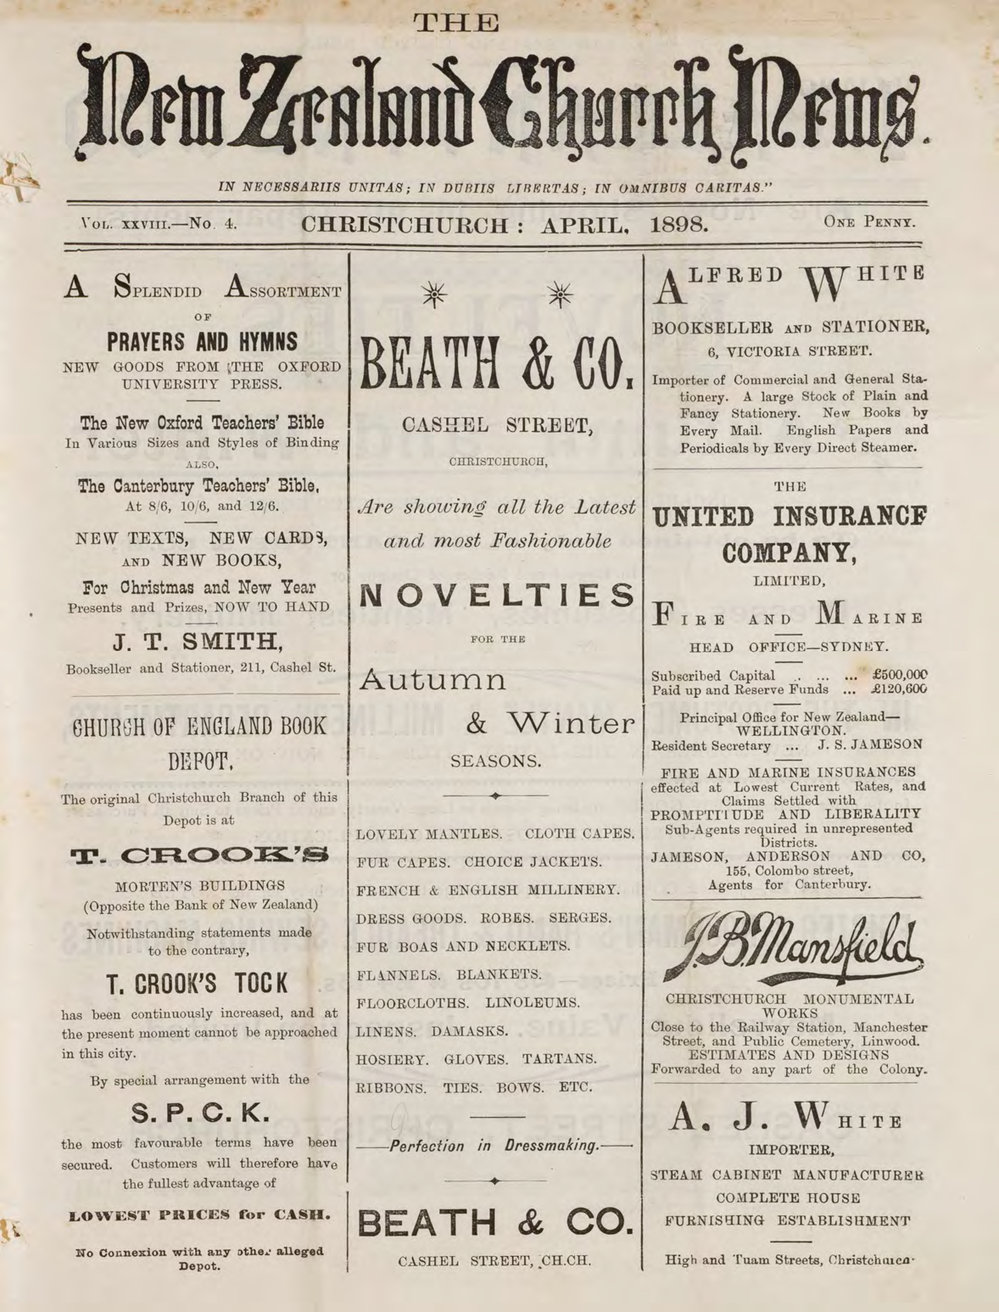 THE
New Zealand Church News.
IN NECESSARIIS UNITAS; IN DUBIIS LIBERTAS; IN OMNIBUS CARITAS."
VOL. XXVIII.—No. 4.
CHRISTCHURCH: APRIL, 1898.
ONE PENNY.
A SPLENDID ASSORTMENT
OF
PRAYERS AND HYMNS
NEW GOODS FROM THE OXFORD
UNIVERSITY PRESS.
The New Oxford Teachers' Bible
In Various Sizes and Styles of Binding
ALSO,
The Canterbury Teachers' Bible,
At 8/6, 10/6, and 12/6.
NEW TEXTS, NEW CARDS,
AND NEW BOOKS,
For Christmas and New Year
Presents and Prizes, NOW TO HAND
J. T. SMITH,
Bookseller and Stationer, 211, Cashel St.
CHURCH OF ENGLAND BOOK
DEPOT.
The original Christchurch Branch of this
Depot is at
T. CROOK'S
MORTEN'S BUILDINGS
(Opposite the Bank of New Zealand)
Notwithstanding statements made
to the contrary,
T. CROOK'S TOCK
has been continuously increased, and at
the present moment cannot be approached
in this city.
By special arrangement with the
S. P. C. K.
the most favourable terms have been
secured. Customers will therefore have
the fullest advantage of
LOWEST PRICES for CASH.
No Connexion with any other alleged
Depot.
BEATH & CO.
CASHEL STREET,
CHRISTCHURCH,
Are showing all the Latest
and most Fashionable
NOVELTIES
FOR THE
Autumn
& Winter
SEASONS.
LOVELY MANTLES. CLOTH CAPES.
FUR CAPES. CHOICE JACKETS.
FRENCH & ENGLISH MILLINERY.
DRESS GOODS. ROBES. SERGES.
FUR BOAS AND NECKLETS.
FLANNELS. BLANKETS.
FLOORCLOTHS. LINOLEUMS.
LINENS. DAMASKS.
HOSIERY. GLOVES. TARTANS.
RIBBONS. TIES. BOWS. ETC.
—Perfection in Dressmaking.—
BEATH & CO.
CASHEL STREET, CH.CH.
ALFRED WHITE
BOOKSELLER AND STATIONER,
6, VICTORIA STREET.
Importer of Commercial and General Sta-
tionery. A large Stock of Plain and
Fancy Stationery. New Books by
Every Mail. English Papers and
Periodicals by Every Direct Steamer.
THE
UNITED INSURANCE
COMPANY,
LIMITED,
FIRE AND MARINE
HEAD OFFICE—SYDNEY.
Subscribed Capital . ... ... £500,000
Paid up and Reserve Funds ... £120,600
Principal Office for New Zealand—
WELLINGTON.
Resident Secretary ... J. S. JAMESON
FIRE AND MARINE INSURANCES
effected at Lowest Current Rates, and
Claims Settled with
PROMPTITUDE AND LIBERALITY
Sub-Agents required in unrepresented
Districts.
JAMESON, ANDERSON AND CO,
155, Colombo street,
Agents for Canterbury.
J.B. Mansfield
CHRISTCHURCH MONUMENTAL
WORKS
Close to the Railway Station, Manchester
Street, and Public Cemetery, Linwood.
ESTIMATES AND DESIGNS
Forwarded to any part of the Colony.
A. J. WHITE
IMPORTER,
STEAM CABINET MANUFACTURER
COMPLETE HOUSE
FURNISHING ESTABLISHMENT
High and Tuam Streets, Christchurch